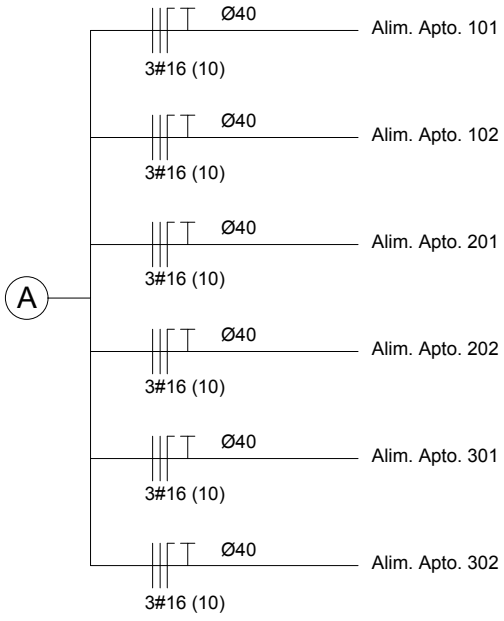 Ø40
Alim. Apto. 101
3#16 (10)
Ø40
Alim. Apto. 102
3#16 (10)
Ø40
Alim. Apto. 201
3#16 (10)
A
Ø40
Alim. Apto. 202
3#16 (10)
Ø40
Alim. Apto. 301
3#16 (10)
Ø40
Alim. Apto. 302
3#16 (10)